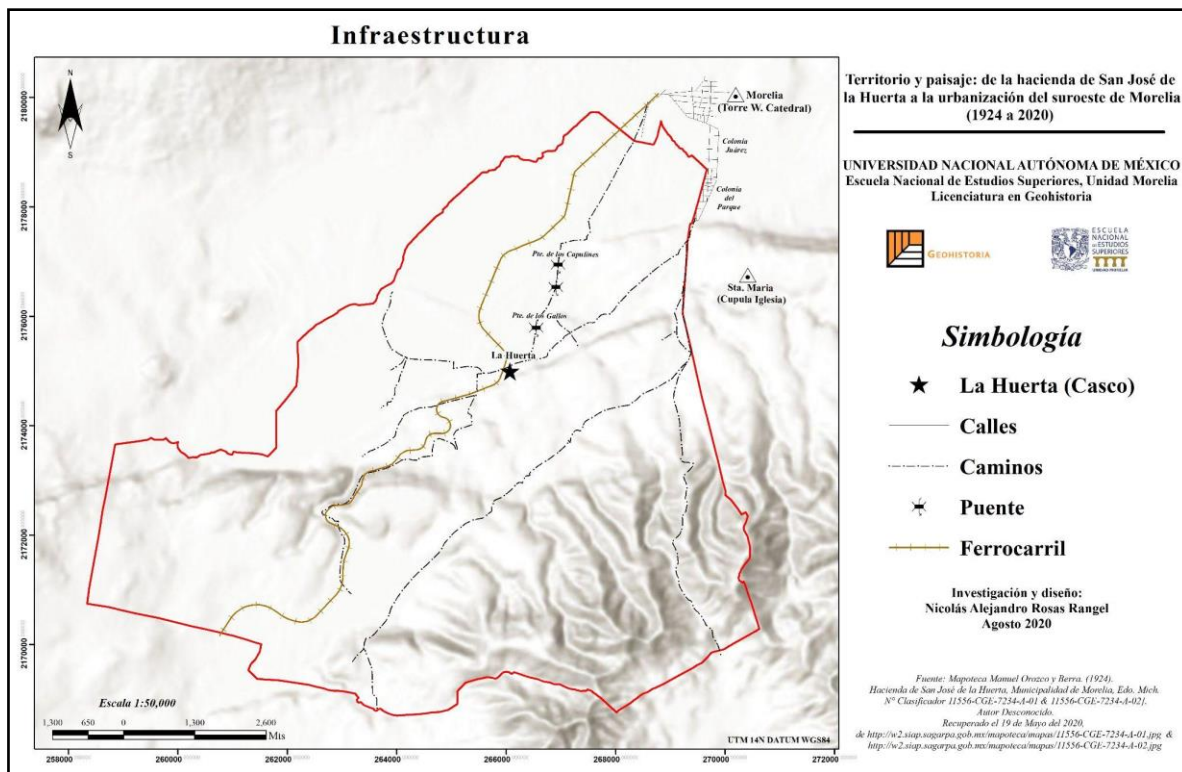 Infraestructura
N
S
Morelia
(Torre W. Catedral)
Colonia
Juárez
Colonia
del
Parque
Pte. de los Capulines
Sta. Maria
(Cupula Iglesia)
Pte. de los Gallos
La Huerta
Escala 1:50,000
1,300 650 0 1,300 2,600
Mts
UTM 14N DATUM WGS84
2180000
2178000
2176000
2174000
2172000
2170000
258000 260000 262000 264000 266000 268000 270000 272000
Territorio y paisaje: de la hacienda de San José de
la Huerta a la urbanización del suroeste de Morelia
(1924 a 2020)
UNIVERSIDAD NACIONAL AUTÓNOMA DE MÉXICO
Escuela Nacional de Estudios Superiores, Unidad Morelia
Licenciatura en Geohistoria
GEOHISTORIA
ESCUELA
NACIONAL
DE ESTUDIOS
SUPERIORES
UNIDAD MORELIA
Simbología
La Huerta (Casco)
Calles
Caminos
Puente
Ferrocarril
Investigación y diseño:
Nicolás Alejandro Rosas Rangel
Agosto 2020
Fuente: Mapoteca Manuel Orozco y Berra. (1924).
Hacienda de San José de la Huerta, Municipalidad de Morelia, Edo. Mich.
N° Clasificador 11556-CGE-7234-A-01 & 11556-CGE-7234-A-02].
Autor Desconocido.
Recuperado el 19 de Mayo del 2020,
de http://w2.siap.sagarpa.gob.mx/mapoteca/mapas/11556-CGE-7234-A-01.jpg &
http://w2.siap.sagarpa.gob.mx/mapoteca/mapas/11556-CGE-7234-A-02.jpg